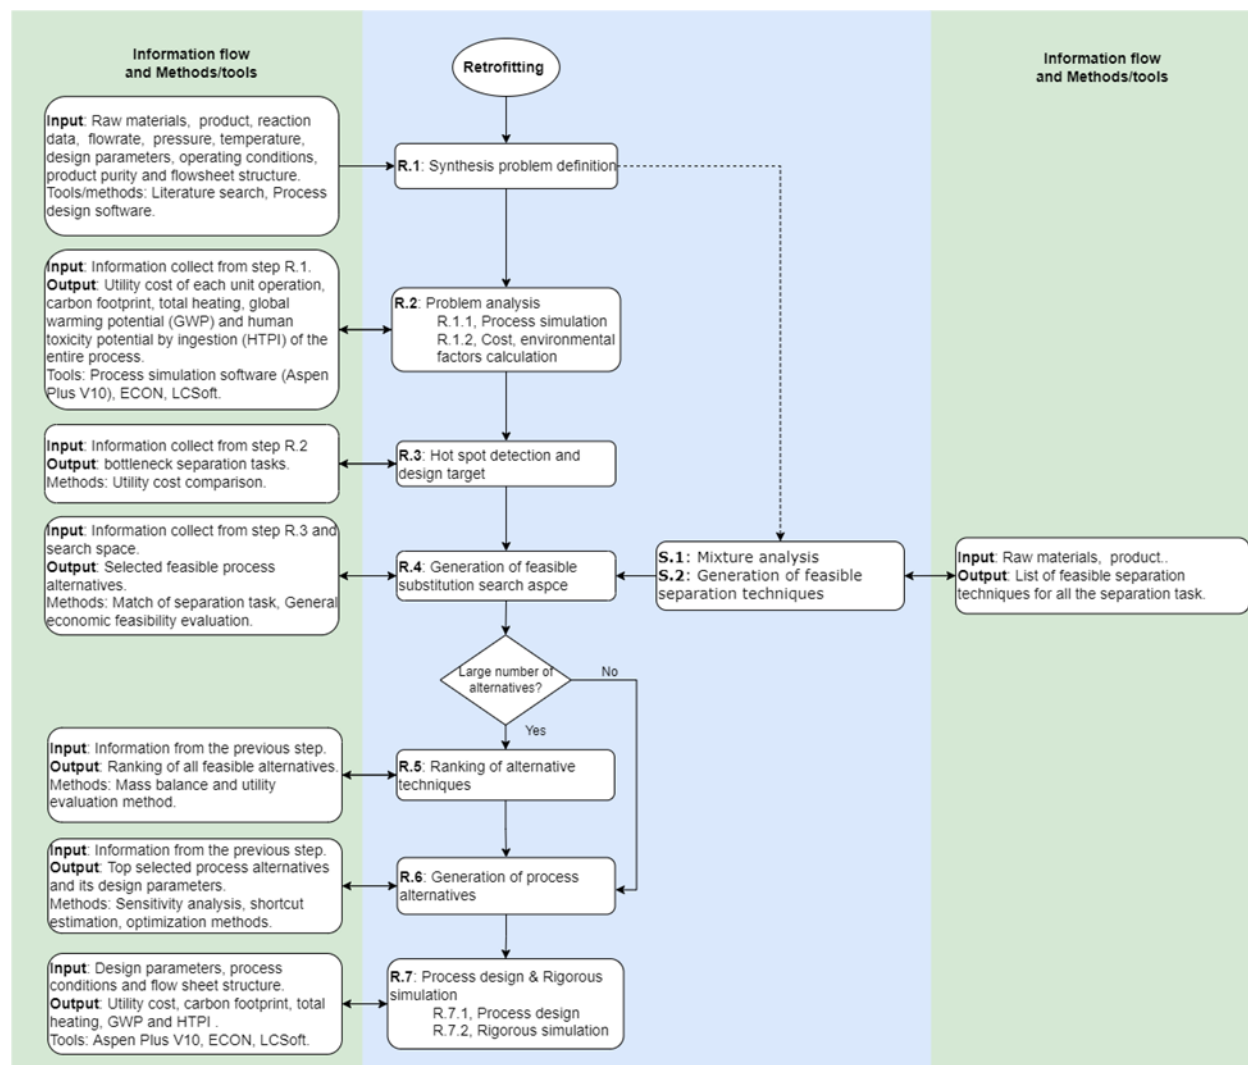 Information flow
and Methods/tools
Retrofitting
Information flow
and Methods/tools
Input: Raw materials, product, reaction
data, flowrate, pressure, temperature,
design parameters, operating conditions,
product purity and flowsheet structure.
Tools/methods: Literature search, Process
design software.
R.1: Synthesis problem definition
Input: Information collect from step R.1.
Output: Utility cost of each unit operation,
carbon footprint, total heating, global
warming potential (GWP) and human
toxicity potential by ingestion (HTPI) of the
entire process.
Tools: Process simulation software (Aspen
Plus V10), ECON, LCSoft.
R.2: Problem analysis
R.1.1, Process simulation
R.1.2, Cost, environmental
factors calculation
Input: Information collect from step R.2
Output: bottleneck separation tasks.
Methods: Utility cost comparison.
R.3: Hot spot detection and
design target
Input: Information collect from step R.3 and
search space.
Output: Selected feasible process
alternatives.
Methods: Match of separation task, General
economic feasibility evaluation.
R.4: Generation of feasible
substitution search aspce
S.1: Mixture analysis
S.2: Generation of feasible
separation techniques
Input: Raw materials, product..
Output: List of feasible separation
techniques for all the separation task.
Large number of
alternatives?
No
Yes
Input: Information from the previous step.
Output: Ranking of all feasible alternatives.
Methods: Mass balance and utility
evaluation method.
R.5: Ranking of alternative
techniques
Input: Information from the previous step.
Output: Top selected process alternatives
and its design parameters.
Methods: Sensitivity analysis, shortcut
estimation, optimization methods.
R.6: Generation of process
alternatives
Input: Design parameters, process
conditions and flow sheet structure.
Output: Utility cost, carbon footprint, total
heating, GWP and HTPI .
Tools: Aspen Plus V10, ECON, LCSoft.
R.7: Process design & Rigorous
simulation
R.7.1, Process design
R.7.2, Rigorous simulation